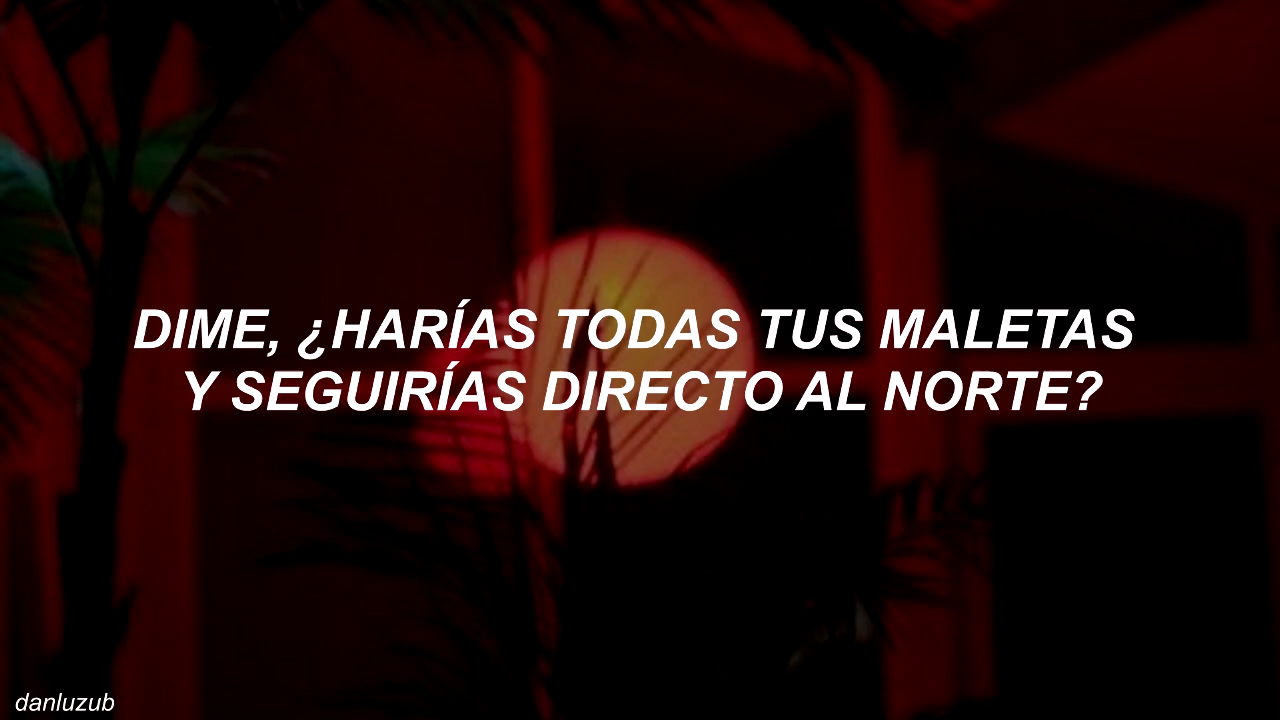 DIME, ¿HARÍAS TODAS TUS MALETAS
Y SEGUIRÍAS DIRECTO AL NORTE?
danluzub